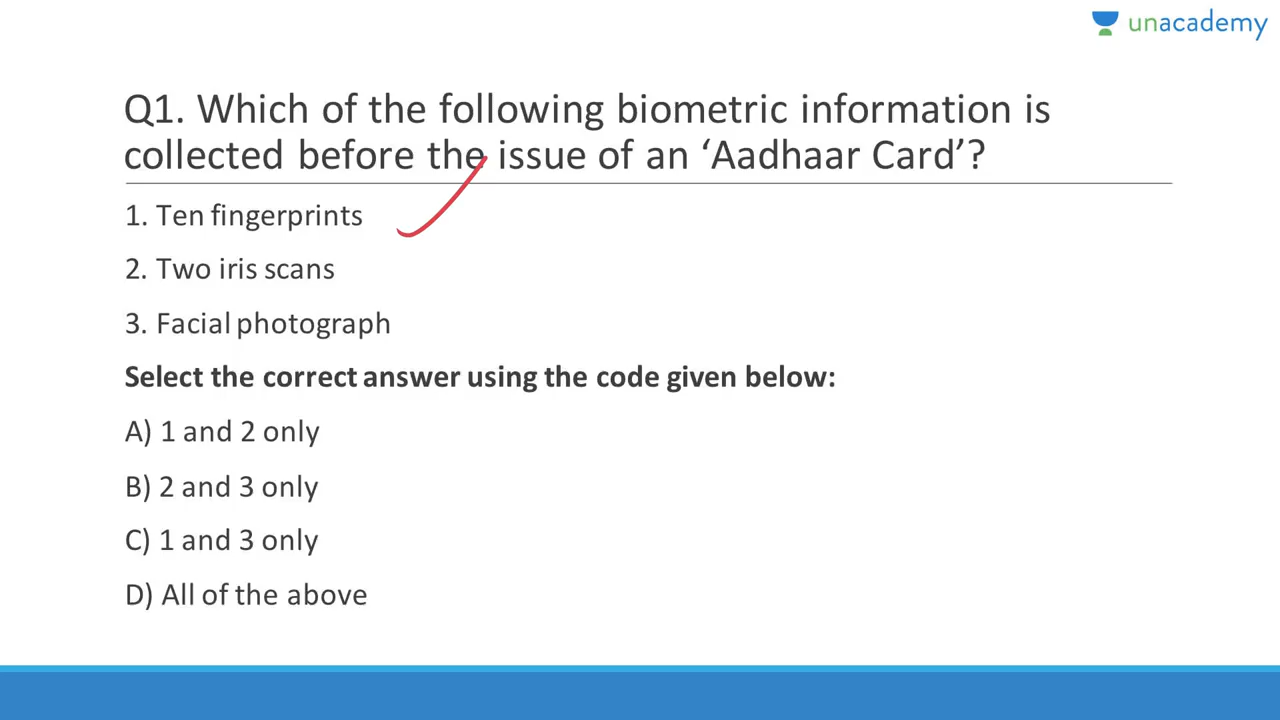 unacademy
Q1. Which of the following biometric information is
collected before the issue of an ‘Aadhaar Card’?
1. Ten fingerprints
2. Two iris scans
3. Facial photograph
Select the correct answer using the code given below:
A) 1 and 2 only
B) 2 and 3 only
C) 1 and 3 only
D) All of the above